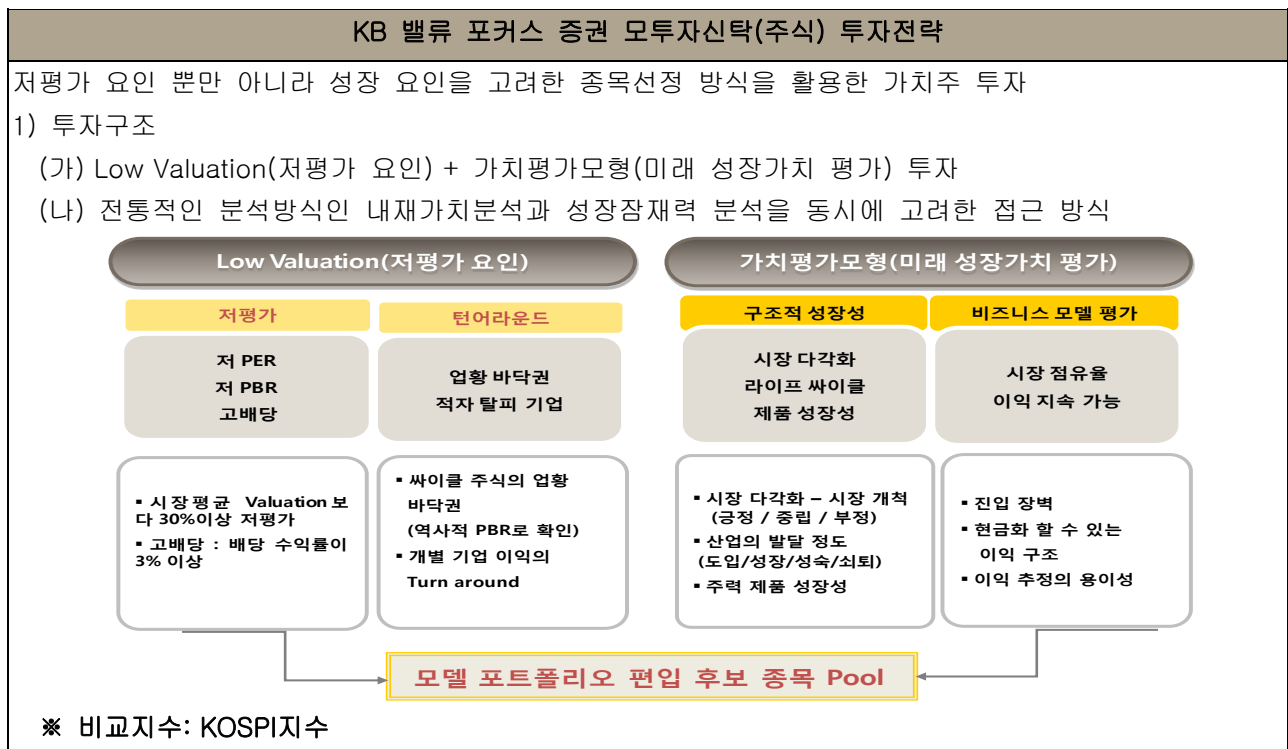 KB 밸류 포커스 증권 모투자신탁(주식) 투자전략
저평가 요인 뿐만 아니라 성장 요인을 고려한 종목선정 방식을 활용한 가치주 투자
1) 투자구조
(가) Low Valuation(저평가 요인) + 가치평가모형(미래 성장가치 평가) 투자
(나) 전통적인 분석방식인 내재가치분석과 성장잠재력 분석을 동시에 고려한 접근 방식
Low Valuation(저평가 요인)
저평가
저 PER
저 PBR
고배당
▪ 시장평균 Valuation 보
다 30%이상 저평가
▪ 고배당 : 배당 수익률이
3% 이상
턴어라운드
업황 바닥권
적자 탈피 기업
▪ 싸이클 주식의 업황
바닥권
(역사적 PBR로 확인)
▪ 개별 기업 이익의
Turn around
가치평가모형(미래 성장가치 평가)
구조적 성장성
시장 다각화
라이프 싸이클
제품 성장성
▪ 시장 다각화 – 시장 개척
(긍정 / 중립 / 부정)
▪ 산업의 발달 정도
(도입/성장/성숙/쇠퇴)
▪ 주력 제품 성장성
비즈니스 모델 평가
시장 점유율
이익 지속 가능
▪ 진입 장벽
▪ 현금화 할 수 있는
이익 구조
▪ 이익 추정의 용이성
모델 포트폴리오 편입 후보 종목 Pool
※ 비교지수: KOSPI지수